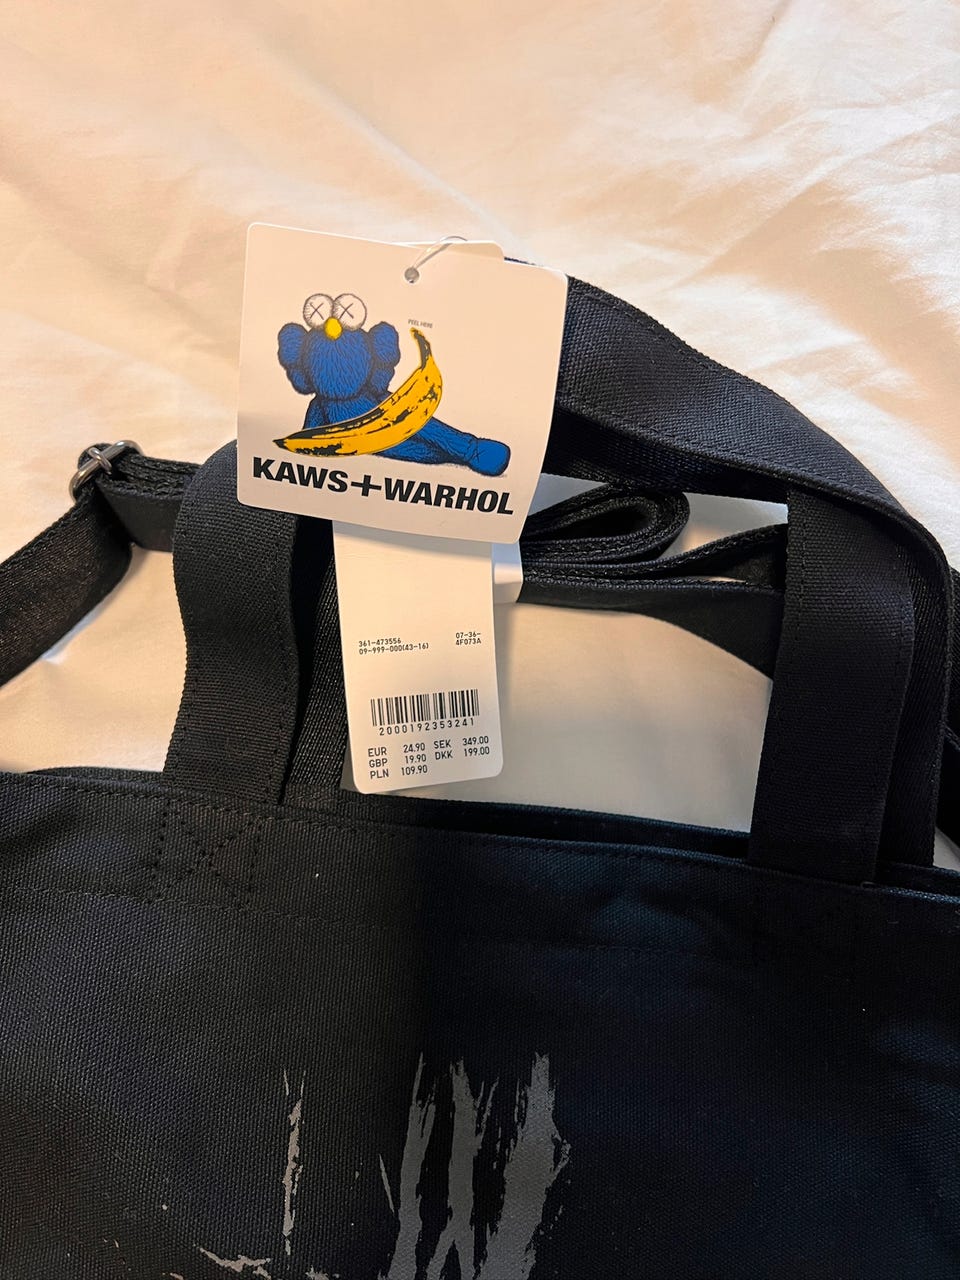 PEEL HERE
KAWS+WARHOL
361-473556 07-36-
09-999-000(43-16) 4F073A
2000192353241
EUR 24.90 SEK 349.00
GBP 19.90 DKK 199.00
PLN 109.90